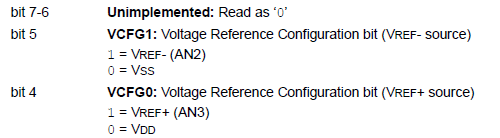 bit 7-6 Unimplemented: Read as ‘0’
bit 5 VCFG1: Voltage Reference Configuration bit (VREF- source)
1 = VREF- (AN2)
0 = VSS
bit 4 VCFG0: Voltage Reference Configuration bit (VREF+ source)
1 = VREF+ (AN3)
0 = VDD